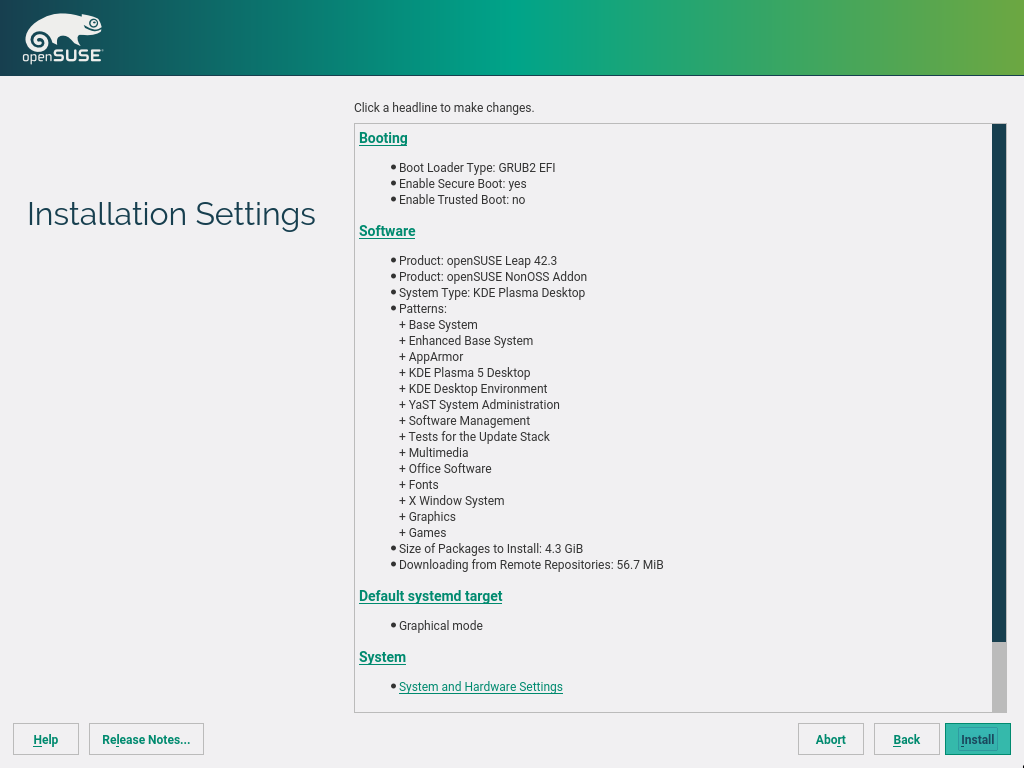 openSUSE
Click a headline to make changes.
Installation Settings
Booting
Boot Loader Type: GRUB2 EFI
Enable Secure Boot: yes
Enable Trusted Boot: no
Software
Product: openSUSE Leap 42.3
Product: openSUSE NonOSS Addon
System Type: KDE Plasma Desktop
Patterns:
+ Base System
+ Enhanced Base System
+ AppArmor
+ KDE Plasma 5 Desktop
+ KDE Desktop Environment
+ YaST System Administration
+ Software Management
+ Tests for the Update Stack
+ Multimedia
+ Office Software
+ Fonts
+ X Window System
+ Graphics
+ Games
Size of Packages to Install: 4.3 GiB
Downloading from Remote Repositories: 56.7 MiB
Default systemd target
Graphical mode
System
System and Hardware Settings
Help Release Notes... Abort Back Install